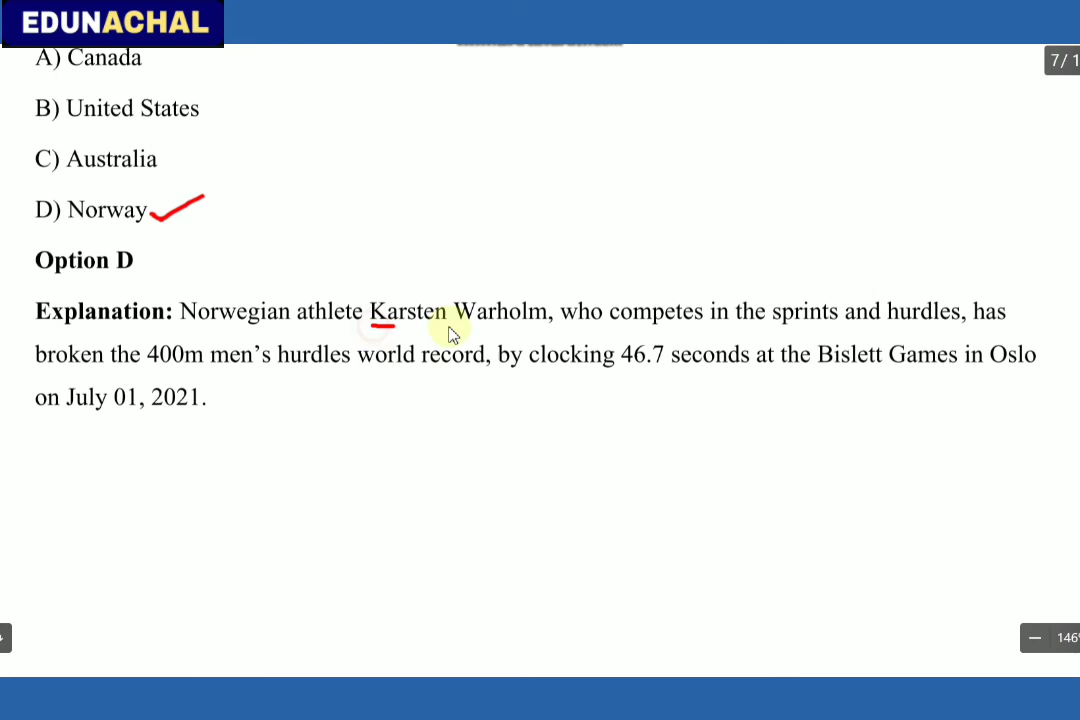 EDUNACHAL
A) Canada
7/ 1
B) United States
C) Australia
D) Norway
Option D
Explanation: Norwegian athlete Karsten Warholm, who competes in the sprints and hurdles, has
broken the 400m men’s hurdles world record, by clocking 46.7 seconds at the Bislett Games in Oslo
on July 01, 2021.
146